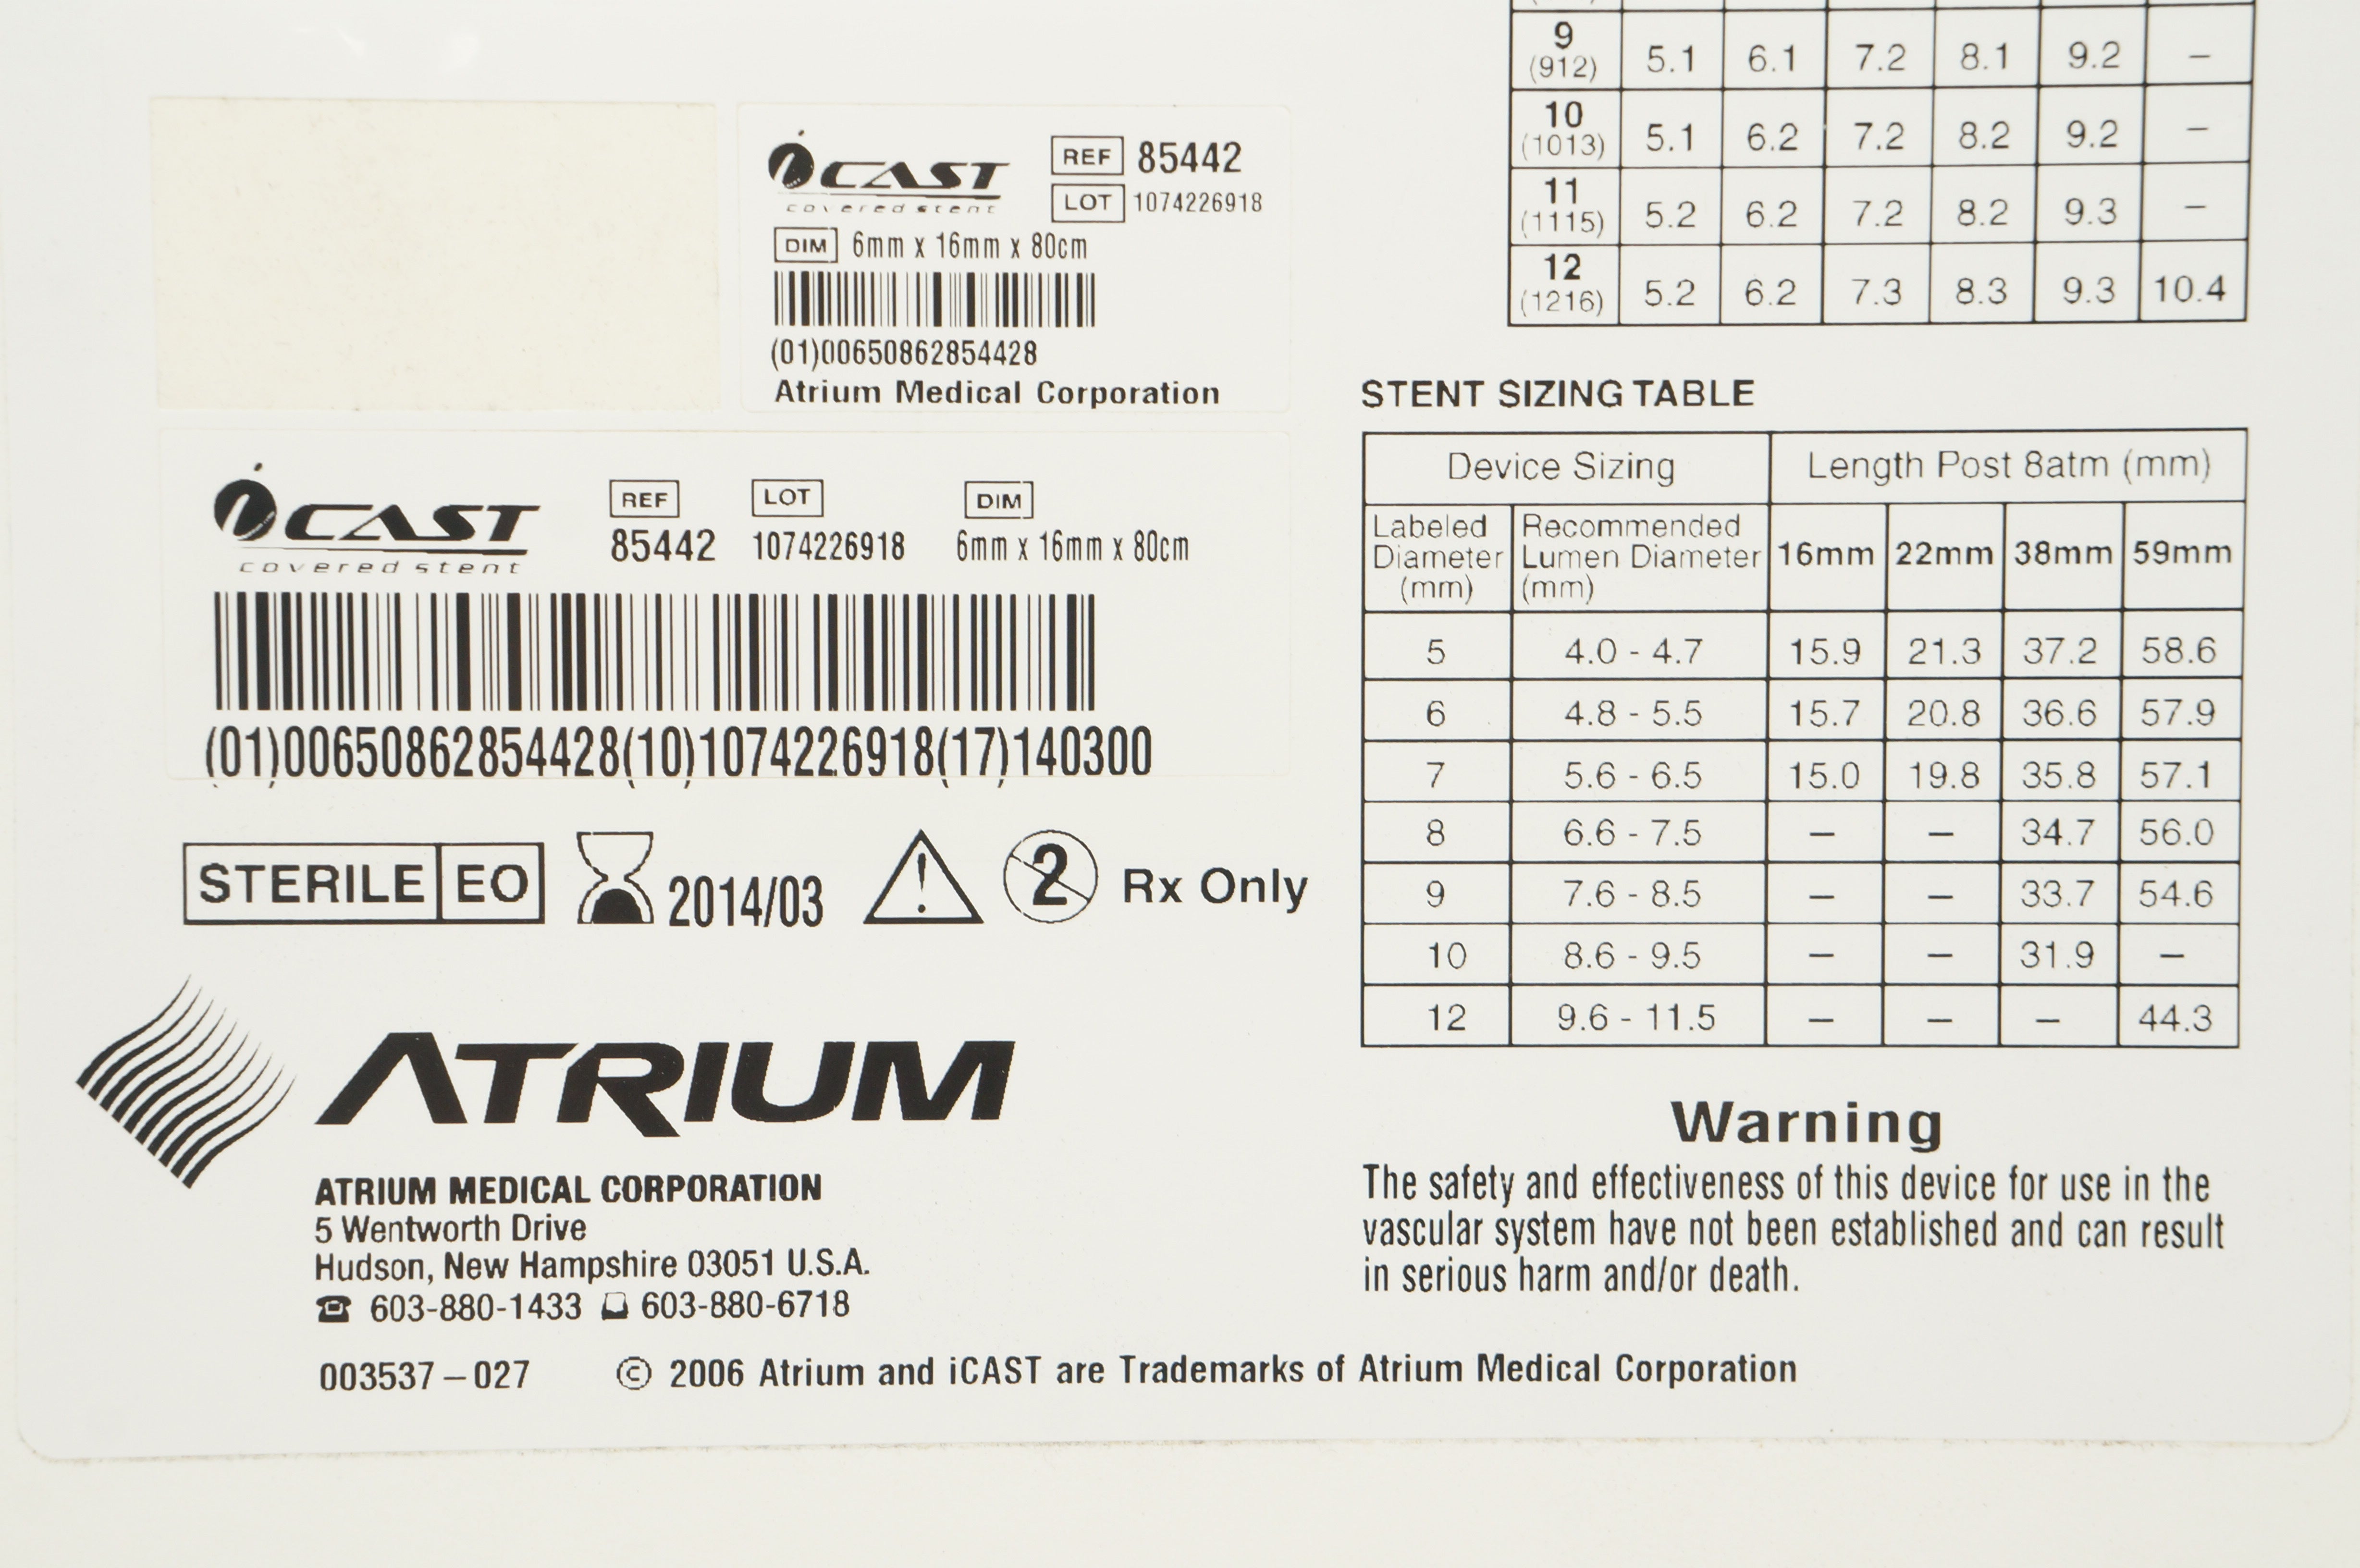 iCAST
covered stent
REF 85442
LOT 1074226918
DIM 6mm x 16mm x 80cm
(01)00650862854428
Atrium Medical Corporation
iCAST
covered stent
REF LOT DIM
85442 1074226918 6mm x 16mm x 80cm
(01)00650862854428(10)1074226918(17)140300
STERILE EO 2014/03 ! 2 Rx Only
ATRIUM
ATRIUM MEDICAL CORPORATION
5 Wentworth Drive
Hudson, New Hampshire 03051 U.S.A.
☎ 603-880-1433 603-880-6718
003537-027 © 2006 Atrium and iCAST are Trademarks of Atrium Medical Corporation
9 (912) 5.1 6.1 7.2 8.1 9.2 –
10 (1013) 5.1 6.2 7.2 8.2 9.2 –
11 (1115) 5.2 6.2 7.2 8.2 9.3 –
12 (1216) 5.2 6.2 7.3 8.3 9.3 10.4
STENT SIZING TABLE
Device Sizing Length Post 8atm (mm)
Labeled Diameter (mm) Recommended Lumen Diameter (mm) 16mm 22mm 38mm 59mm
5 4.0 - 4.7 15.9 21.3 37.2 58.6
6 4.8 - 5.5 15.7 20.8 36.6 57.9
7 5.6 - 6.5 15.0 19.8 35.8 57.1
8 6.6 - 7.5 – – 34.7 56.0
9 7.6 - 8.5 – – 33.7 54.6
10 8.6 - 9.5 – – 31.9 –
12 9.6 - 11.5 – – – 44.3
Warning
The safety and effectiveness of this device for use in the
vascular system have not been established and can result
in serious harm and/or death.